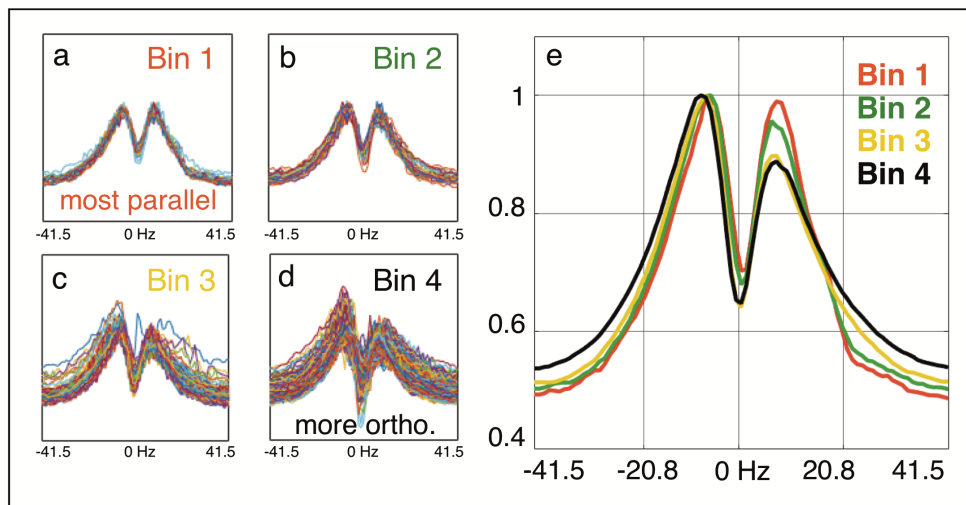 a Bin 1
most parallel
-41.5 0 Hz 41.5
b Bin 2
-41.5 0 Hz 41.5
c Bin 3
-41.5 0 Hz 41.5
d Bin 4
more ortho.
-41.5 0 Hz 41.5
e
Bin 1
Bin 2
Bin 3
Bin 4
1
0.8
0.6
0.4
-41.5 -20.8 0 Hz 20.8 41.5